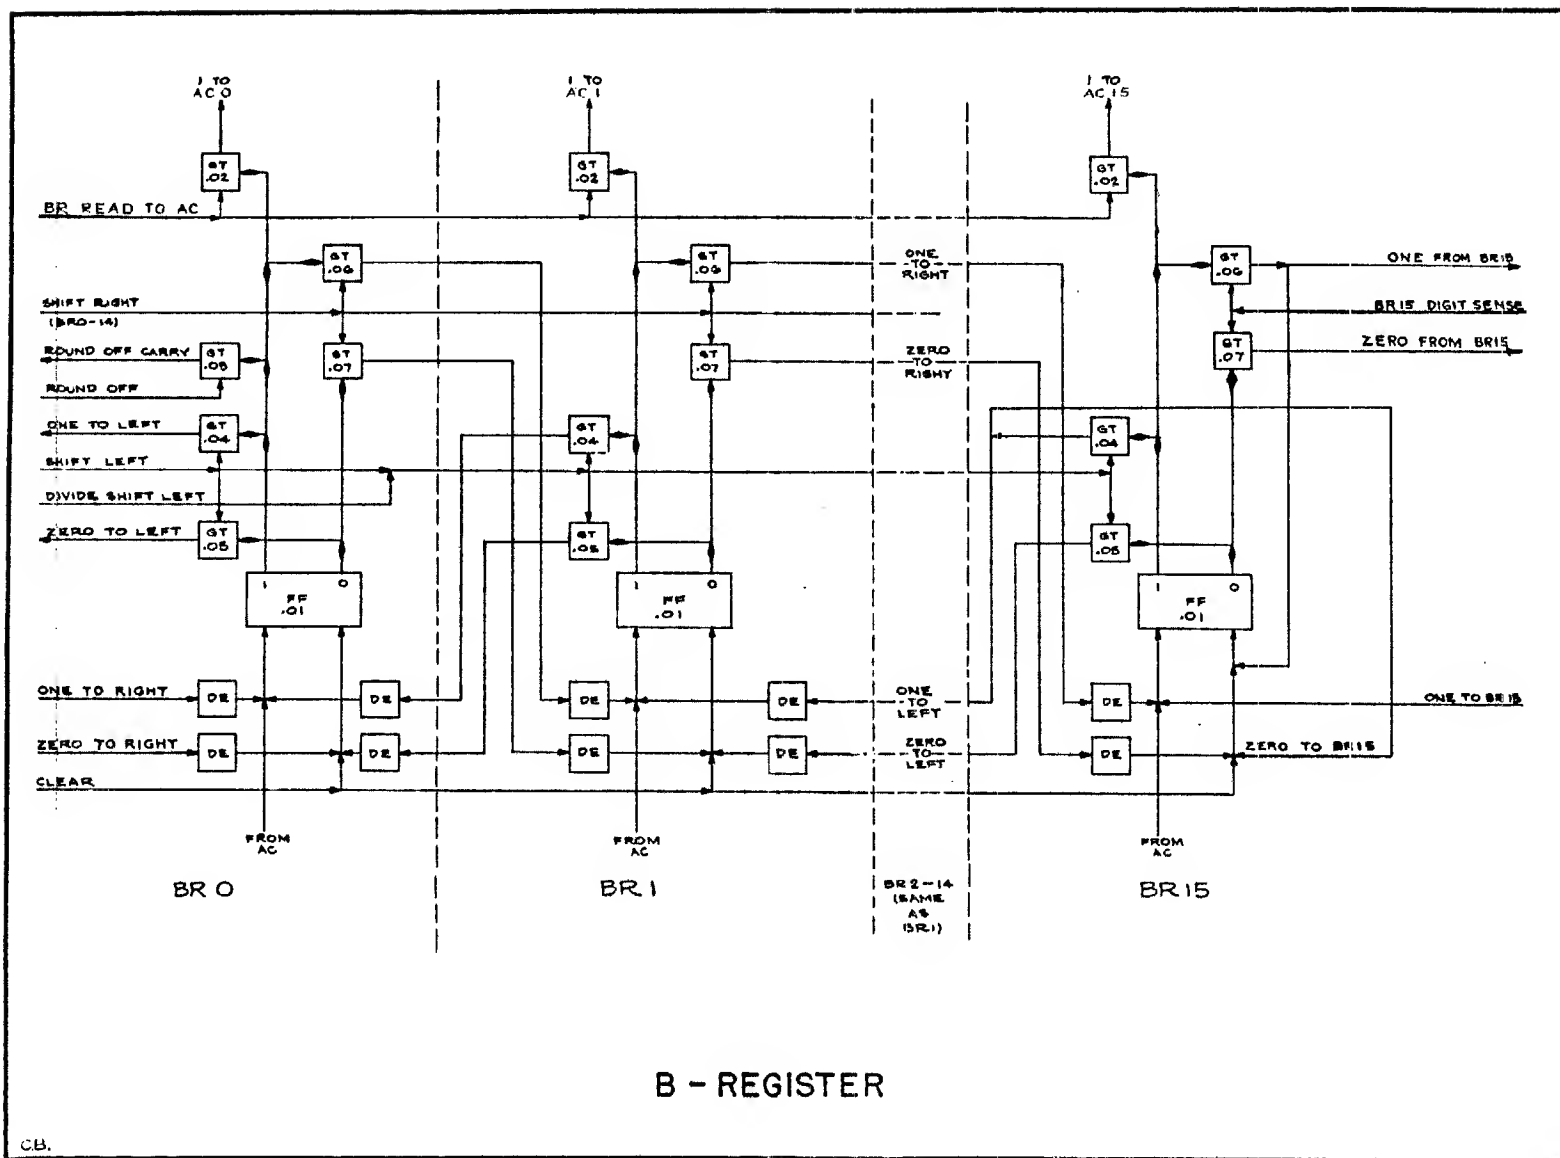 1 TO
AC 0
1 TO
AC 1
1 TO
AC 15
GT
.02
GT
.02
GT
.02
BR READ TO AC
GT
.06
GT
.06
ONE
TO
RIGHT
GT
.06
ONE FROM BR15
SHIFT RIGHT
(BR0-14)
BR15 DIGIT SENSE
ROUND OFF CARRY
GT
GT
.07
GT
.07
ZERO
TO
RIGHT
GT
.07
ZERO FROM BR15
ROUND OFF
ONE TO LEFT
GT
.04
GT
.04
GT
.04
SHIFT LEFT
DIVIDE SHIFT LEFT
ZERO TO LEFT
GT
.05
GT
.05
GT
.05
1 0
FF
.01
1 0
FF
.01
1 0
FF
.01
ONE TO RIGHT
DE
DE
DE
DE
ONE
TO
LEFT
DE
ONE TO BR15
ZERO TO RIGHT
DE
DE
DE
DE
ZERO
TO
LEFT
DE
ZERO TO BR15
CLEAR
FROM
AC
FROM
AC
FROM
AC
BR 0
BR 1
BR2-14
(SAME
AS
BR1)
BR 15
B - REGISTER
C.B.